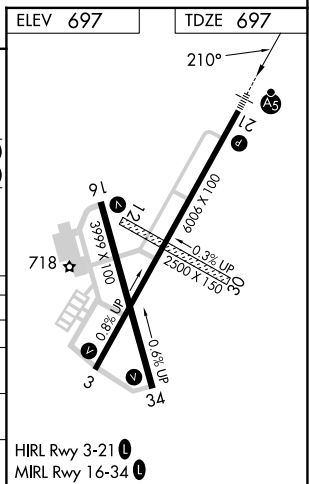 ELEV 697
TDZE 697
210°
A5
21
P
16
V
12
6006 X 100
3999 X 100
0.3% UP
2500 X 150
30
718
0.8% UP
0.6% UP
V
3
V
34
HIRL Rwy 3-21 L
MIRL Rwy 16-34 L